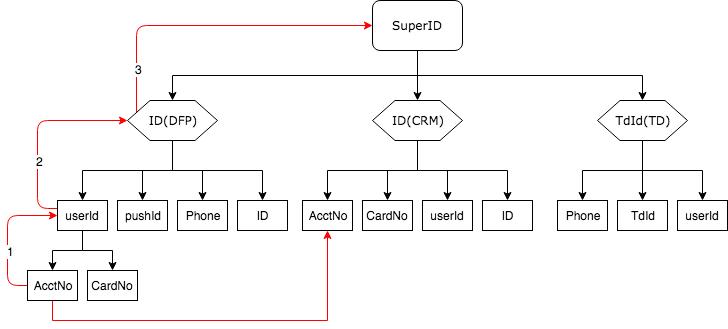 SuperID
3
ID(DFP)
ID(CRM)
TdId(TD)
2
userId
pushId
Phone
ID
AcctNo
CardNo
userId
ID
Phone
TdId
userId
1
AcctNo
CardNo